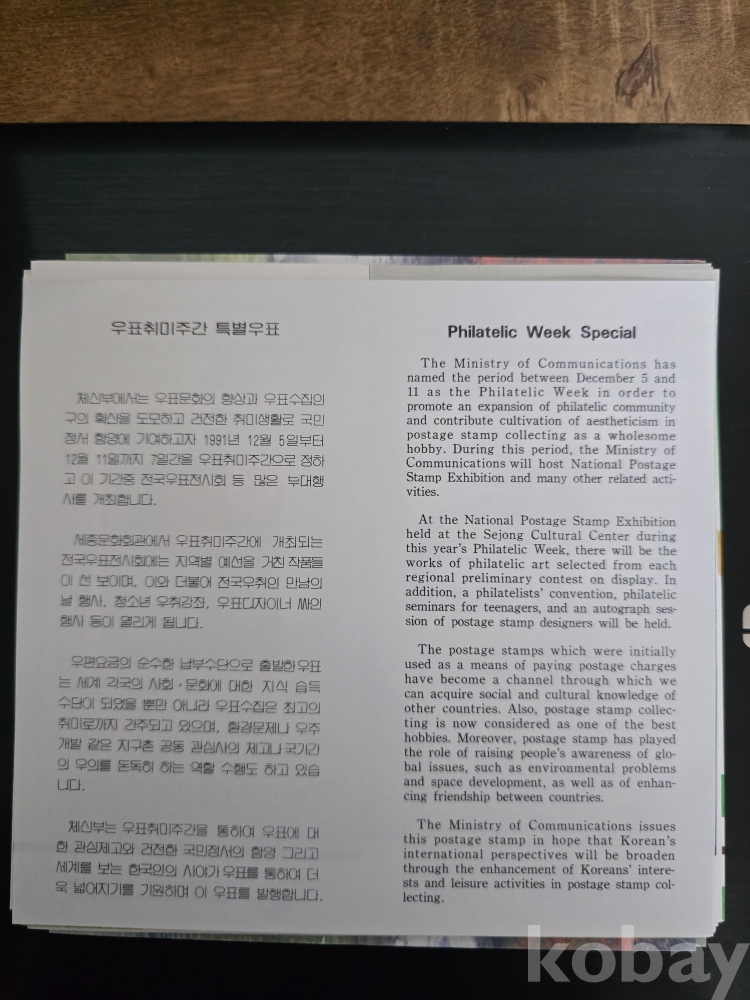 우표취미주간 특별우표
체신부에서는 우표문화의 향상과 우표수집인
구의 확산을 도모하고 건전한 취미생활로 국민
정서 함양에 기여하고자 1991년 12월 5일부터
12월 11일까지 7일간을 우표취미주간으로 정하
고 이 기간중 전국우표전시회 등 많은 부대행
사를 개최합니다.
세종문화회관에서 우표취미주간에 개최되는
전국우표전시회에는 지역별 예선을 거친 작품들
이 선 보이며, 이와 더불어 전국우취인 만남의
날 행사, 청소년 우취강좌, 우표디자이너 싸인
행사 등이 열리게 됩니다.
우편요금의 순수한 납부수단으로 출발한 우표
는 세계 각국의 사회·문화에 대한 지식 습득
수단이 되었을 뿐만 아니라 우표수집은 최고의
취미로까지 간주되고 있으며, 환경문제나 우주
개발 같은 지구촌 공동 관심사의 제고나 국가간
의 우의를 돈독히 하는 역할 수행도 하고 있습
니다.
체신부는 우표취미주간을 통하여 우표에 대
한 관심제고와 건전한 국민정서의 함양 그리고
세계를 보는 한국인의 시야가 우표를 통하여 더
욱 넓어지기를 기원하며 이 우표를 발행합니다.
Philatelic Week Special
The Ministry of Communications has
named the period between December 5 and
11 as the Philatelic Week in order to
promote an expansion of philatelic community
and contribute cultivation of aestheticism in
postage stamp collecting as a wholesome
hobby. During this period, the Ministry of
Communications will host National Postage
Stamp Exhibition and many other related acti-
vities.
At the National Postage Stamp Exhibition
held at the Sejong Cultural Center during
this year's Philatelic Week, there will be the
works of philatelic art selected from each
regional preliminary contest on display. In
addition, a philatelists' convention, philatelic
seminars for teenagers, and an autograph ses-
sion of postage stamp designers will be held.
The postage stamps which were initially
used as a means of paying postage charges
have become a channel through which we
can acquire social and cultural knowledge of
other countries. Also, postage stamp collec-
ting is now considered as one of the best
hobbies. Moreover, postage stamp has played
the role of raising people's awareness of glo-
bal issues, such as environmental problems
and space development, as well as of enhan-
cing friendship between countries.
The Ministry of Communications issues
this postage stamp in hope that Korean's
international perspectives will be broaden
through the enhancement of Koreans' intere-
sts and leisure activities in postage stamp col-
lecting.
kobay